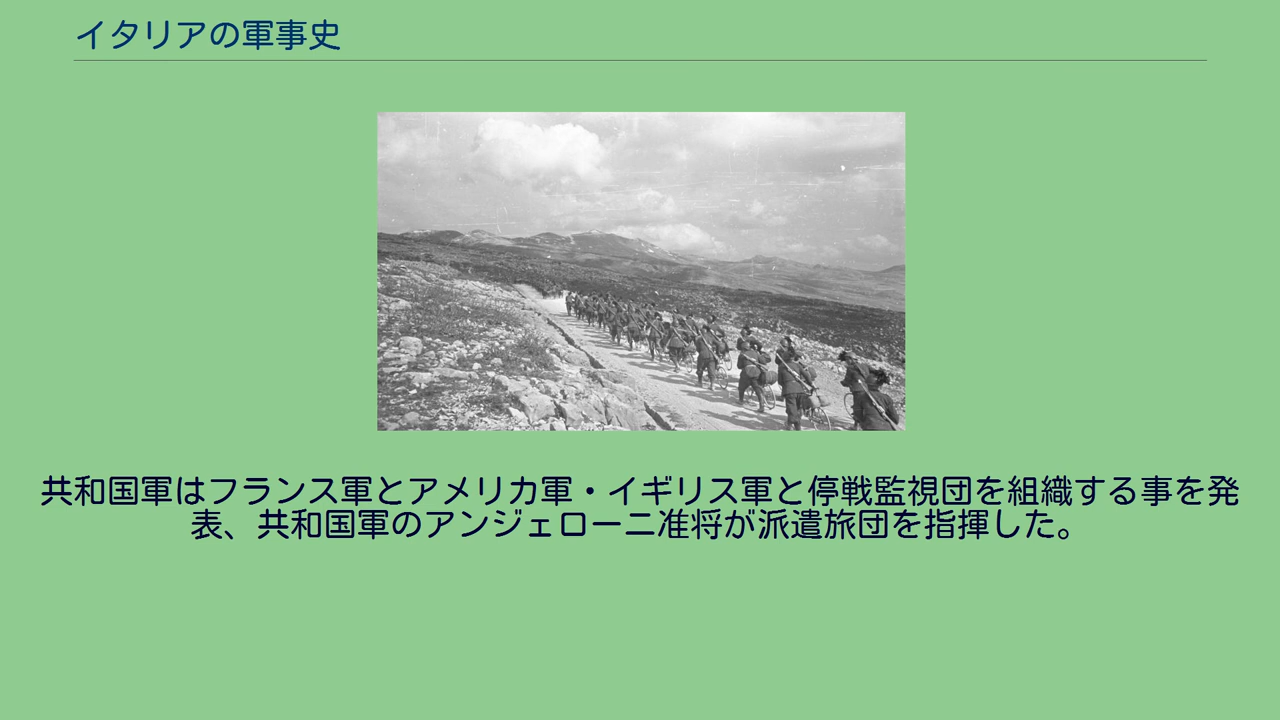 イタリアの軍事史
共和国軍はフランス軍とアメリカ軍・イギリス軍と停戦監視団を組織する事を発
表、共和国軍のアンジェローニ准将が派遣旅団を指揮した。